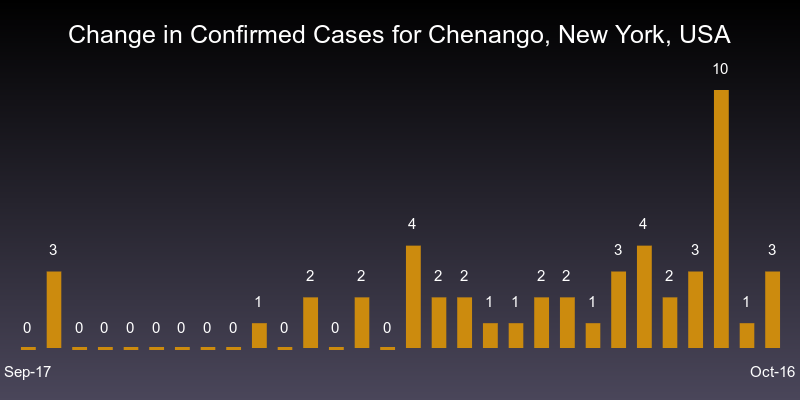 Change in Confirmed Cases for Chenango, New York, USA
0 3 0 0 0 0 0 0 0 1 0 2 0 2 0 4 2 2 1 1 2 2 1 3 4 2 3 10 1 3
Sep-17 Oct-16